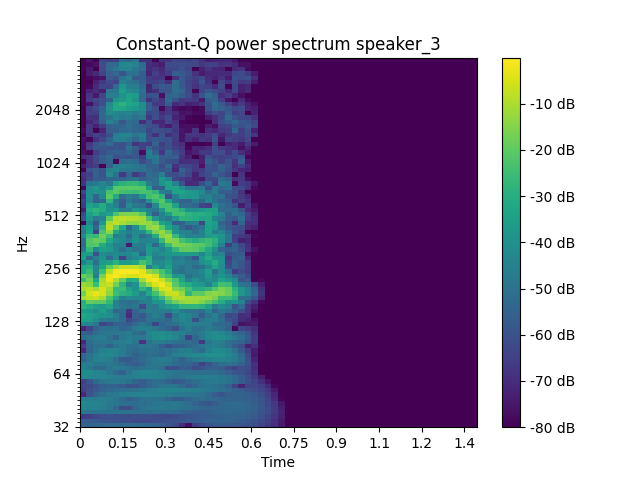 Constant-Q power spectrum speaker_3
Hz
2048
1024
512
256
128
64
32
0 0.15 0.3 0.45 0.6 0.75 0.9 1.1 1.2 1.4
Time
-10 dB
-20 dB
-30 dB
-40 dB
-50 dB
-60 dB
-70 dB
-80 dB